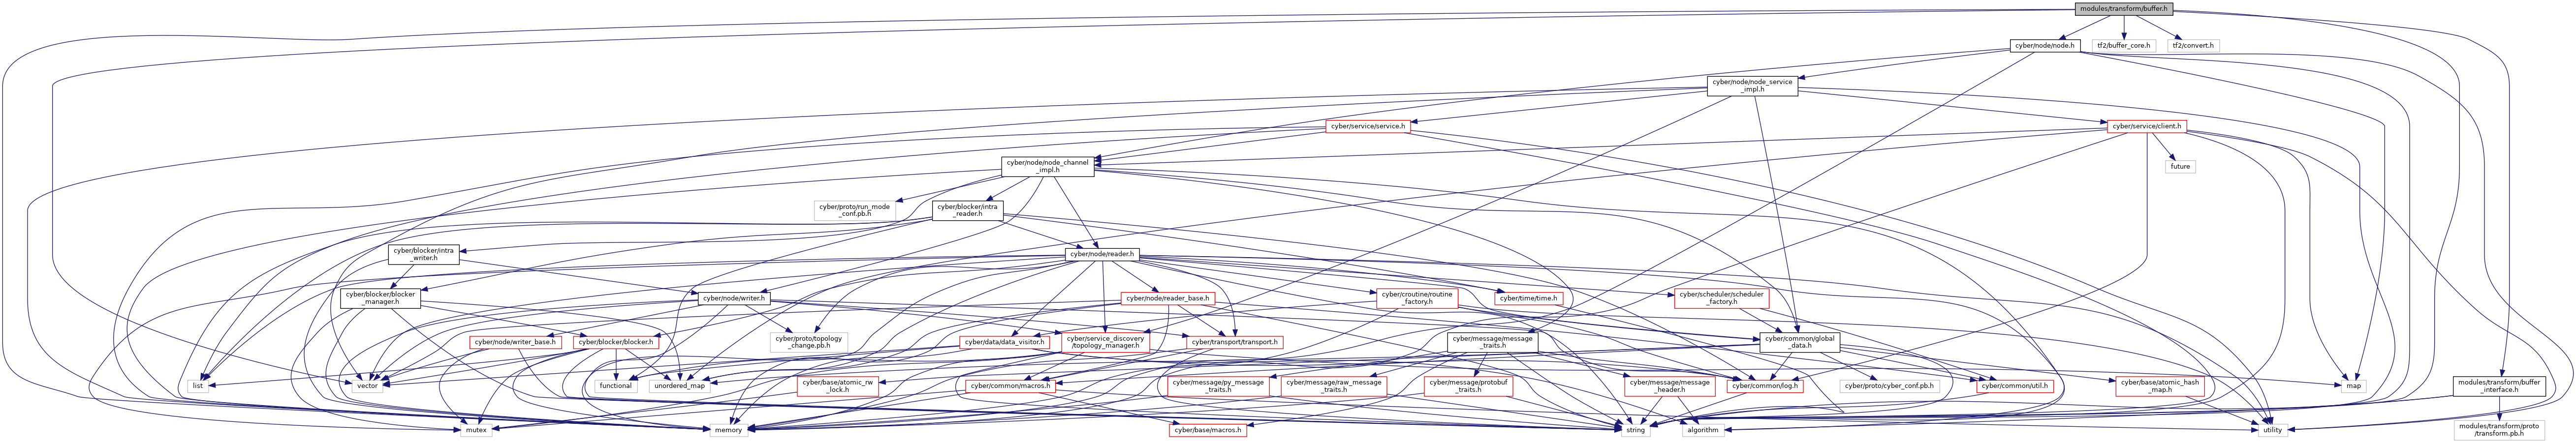 modules/transform/buffer.h
cyber/node/node.h
tf2/buffer_core.h
tf2/convert.h
cyber/node/node_service
_impl.h
cyber/service/service.h
cyber/service/client.h
cyber/node/node_channel
_impl.h
future
cyber/proto/run_mode
_conf.pb.h
cyber/blocker/intra
_reader.h
cyber/blocker/intra
_writer.h
cyber/node/reader.h
cyber/blocker/blocker
_manager.h
cyber/node/writer.h
cyber/node/reader_base.h
cyber/croutine/routine
_factory.h
cyber/time/time.h
cyber/scheduler/scheduler
_factory.h
cyber/node/writer_base.h
cyber/blocker/blocker.h
cyber/proto/topology
_change.pb.h
cyber/data/data_visitor.h
cyber/service_discovery
/topology_manager.h
cyber/transport/transport.h
cyber/message/message
_traits.h
cyber/common/global
_data.h
list
vector
functional
unordered_map
cyber/base/atomic_rw
_lock.h
cyber/common/macros.h
cyber/message/py_message
_traits.h
cyber/message/raw_message
_traits.h
cyber/message/protobuf
_traits.h
cyber/message/message
_header.h
cyber/common/log.h
cyber/proto/cyber_conf.pb.h
cyber/common/util.h
cyber/base/atomic_hash
_map.h
map
modules/transform/buffer
_interface.h
mutex
memory
cyber/base/macros.h
string
algorithm
utility
modules/transform/proto
/transform.pb.h